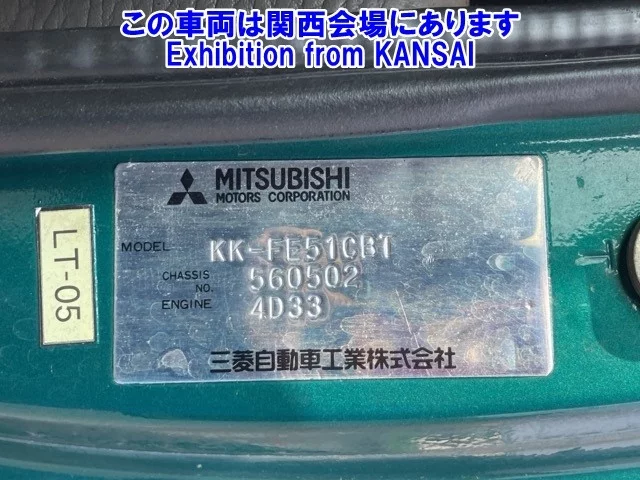 この車両は関西会場にあります
Exhibition from KANSAI
MITSUBISHI
MOTORS CORPORATION
MODEL KK-FE51CBT
CHASSIS NO. 560502
ENGINE 4D33
三菱自動車工業株式会社
LT-05